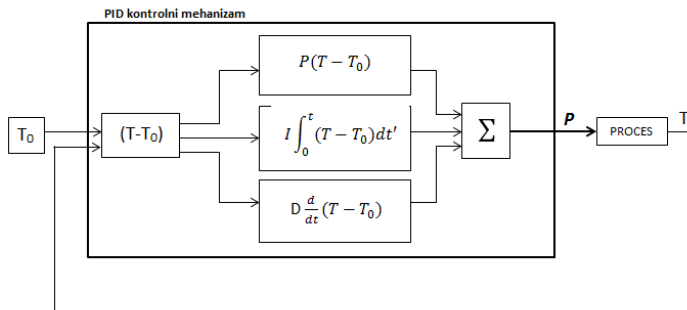 PID kontrolni mehanizam
T₀
(T-T₀)
P(T − T₀)
I∫₀ᵗ(T − T₀)dt′
D d/dt (T − T₀)
Σ
P
PROCES
T